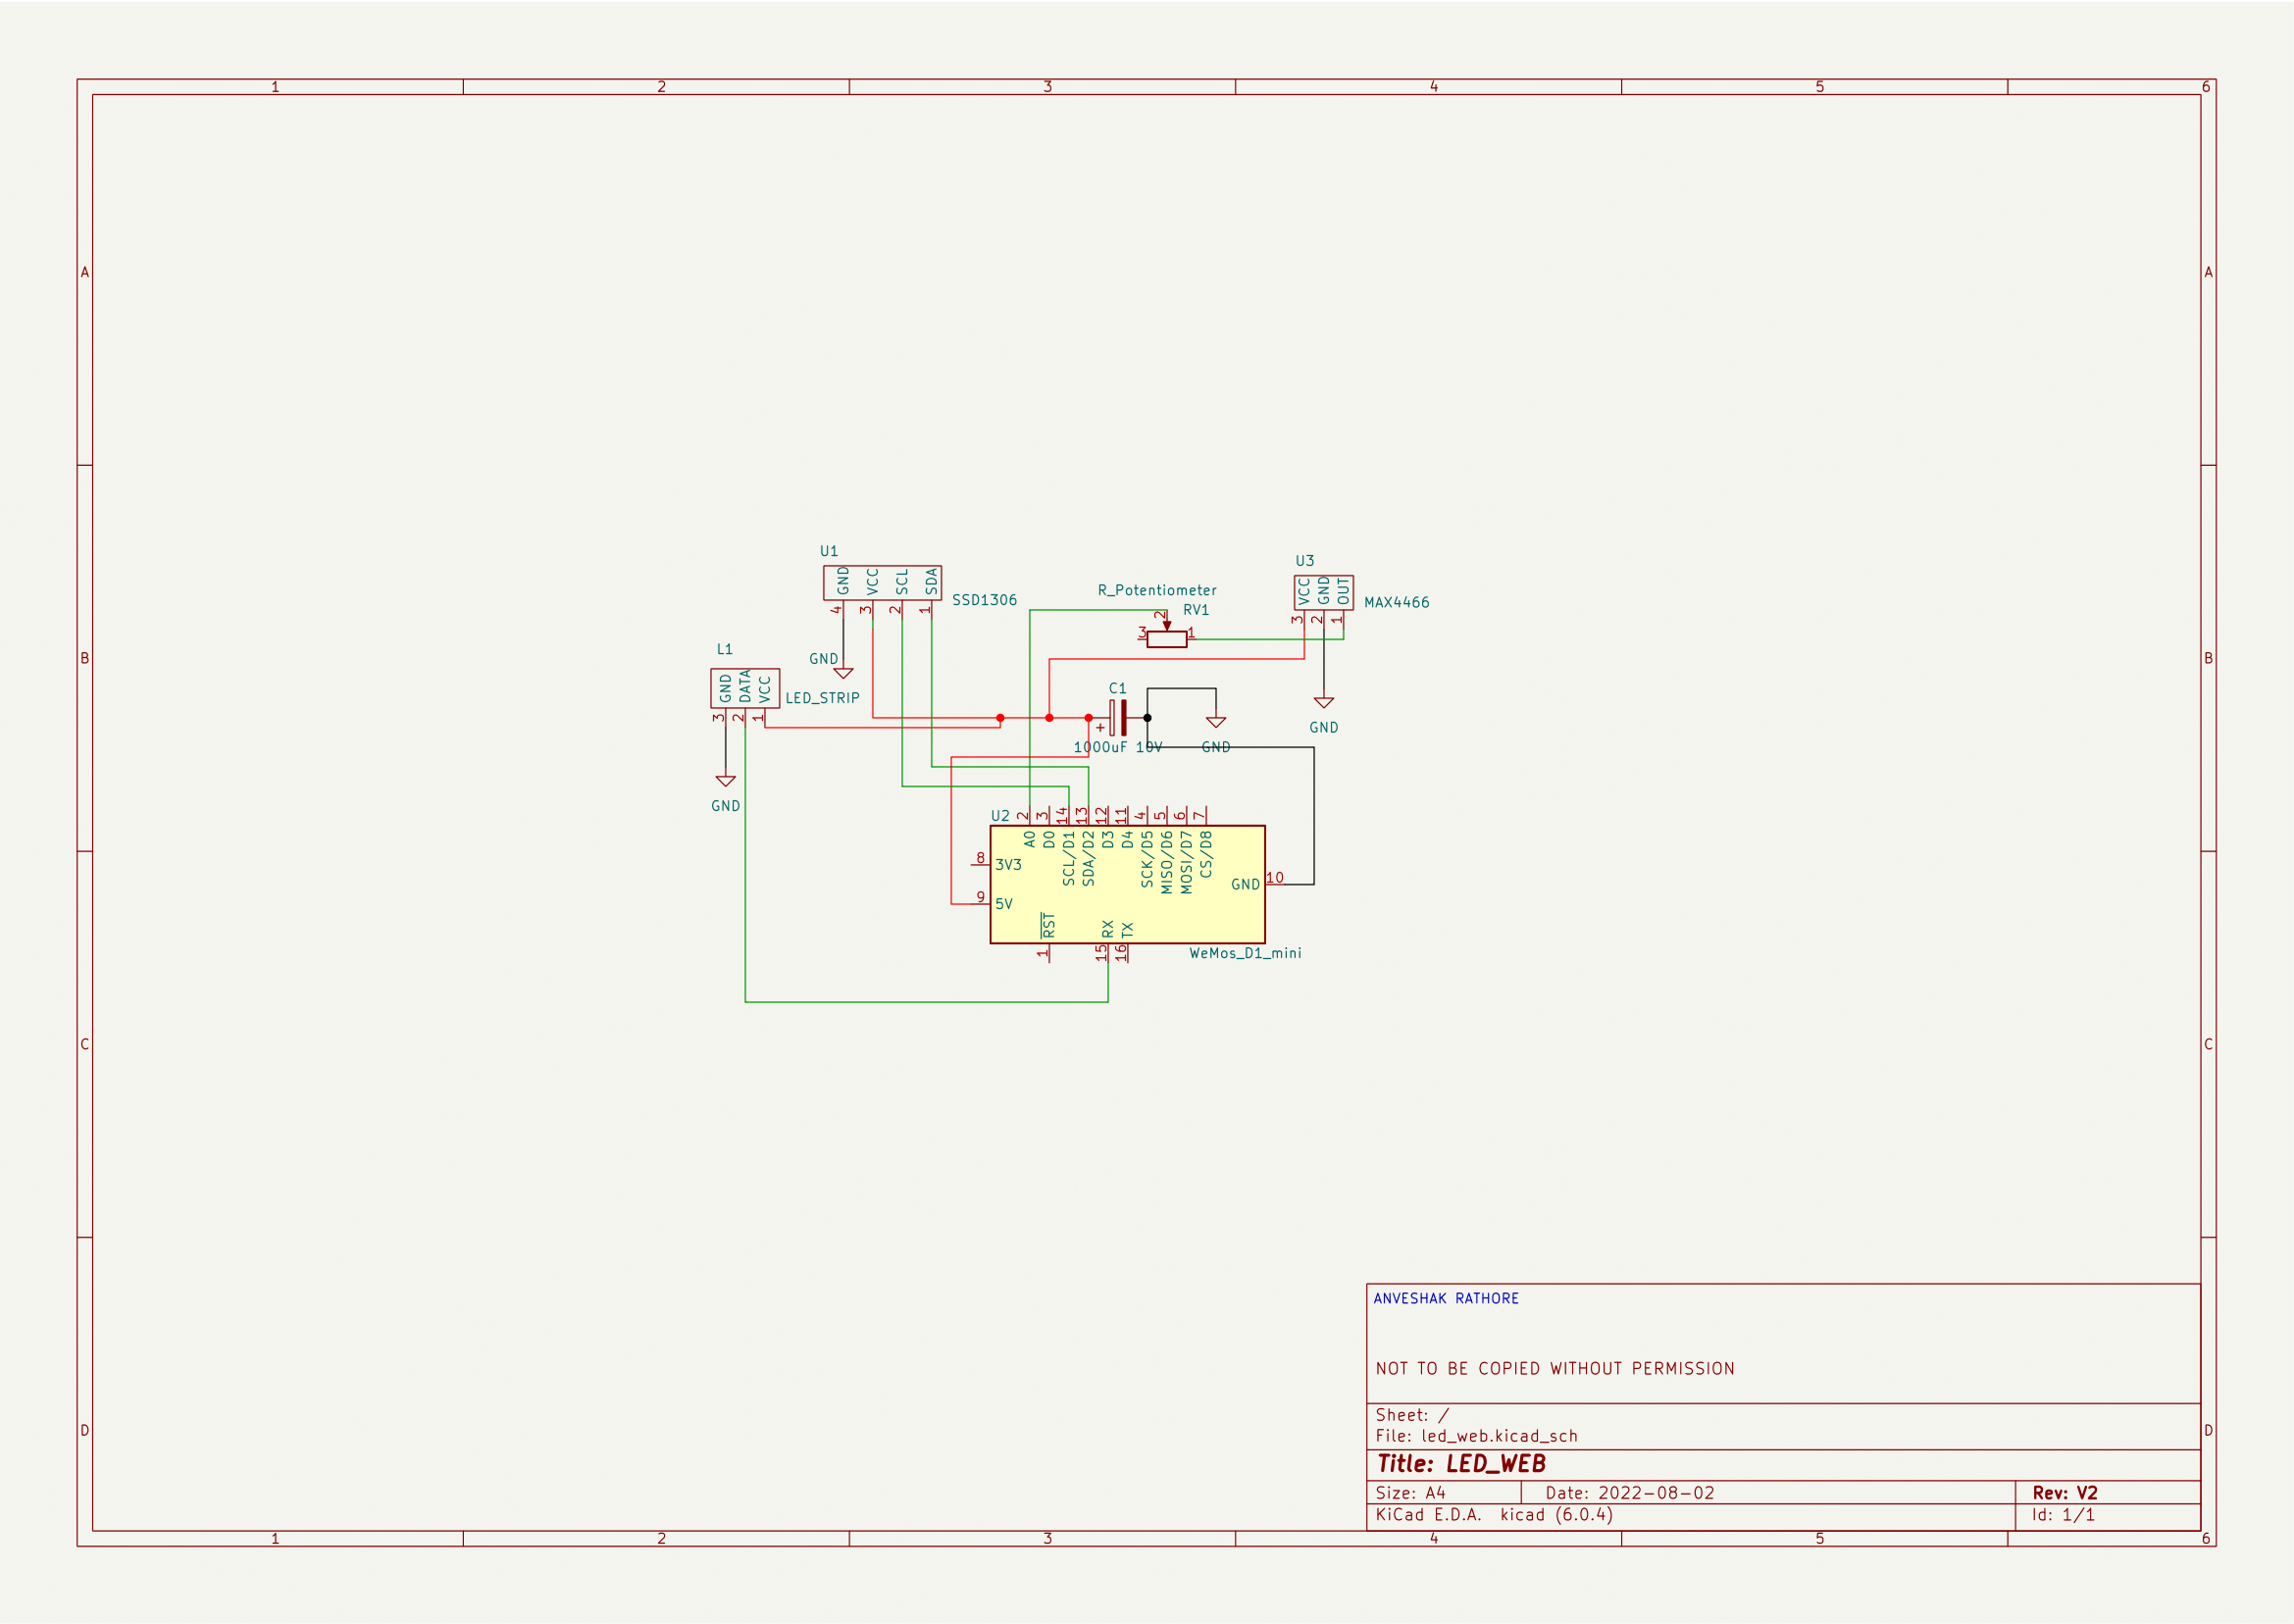 1 2 3 4 5 6
A A
U1
GND VCC SCL SDA
4 3 2 1
SSD1306
U3
VCC GND OUT
3 2 1
MAX4466
R_Potentiometer
RV1
2
3 1
B B
GND
L1
GND DATA VCC
3 2 1
LED_STRIP
C1
+
1000uF 10V
GND
GND
GND
U2
2 3 14 13 12 11 4 5 6 7
A0 D0 SCL/D1 SDA/D2 D3 D4 SCK/D5 MISO/D6 MOSI/D7 CS/D8
8 3V3
GND 10
9 5V
RST RX TX
1 15 16
WeMos_D1_mini
C C
ANVESHAK RATHORE
NOT TO BE COPIED WITHOUT PERMISSION
Sheet: /
File: led_web.kicad_sch
D D
Title: LED_WEB
Size: A4 Date: 2022-08-02 Rev: V2
KiCad E.D.A. kicad (6.0.4) Id: 1/1
1 2 3 4 5 6